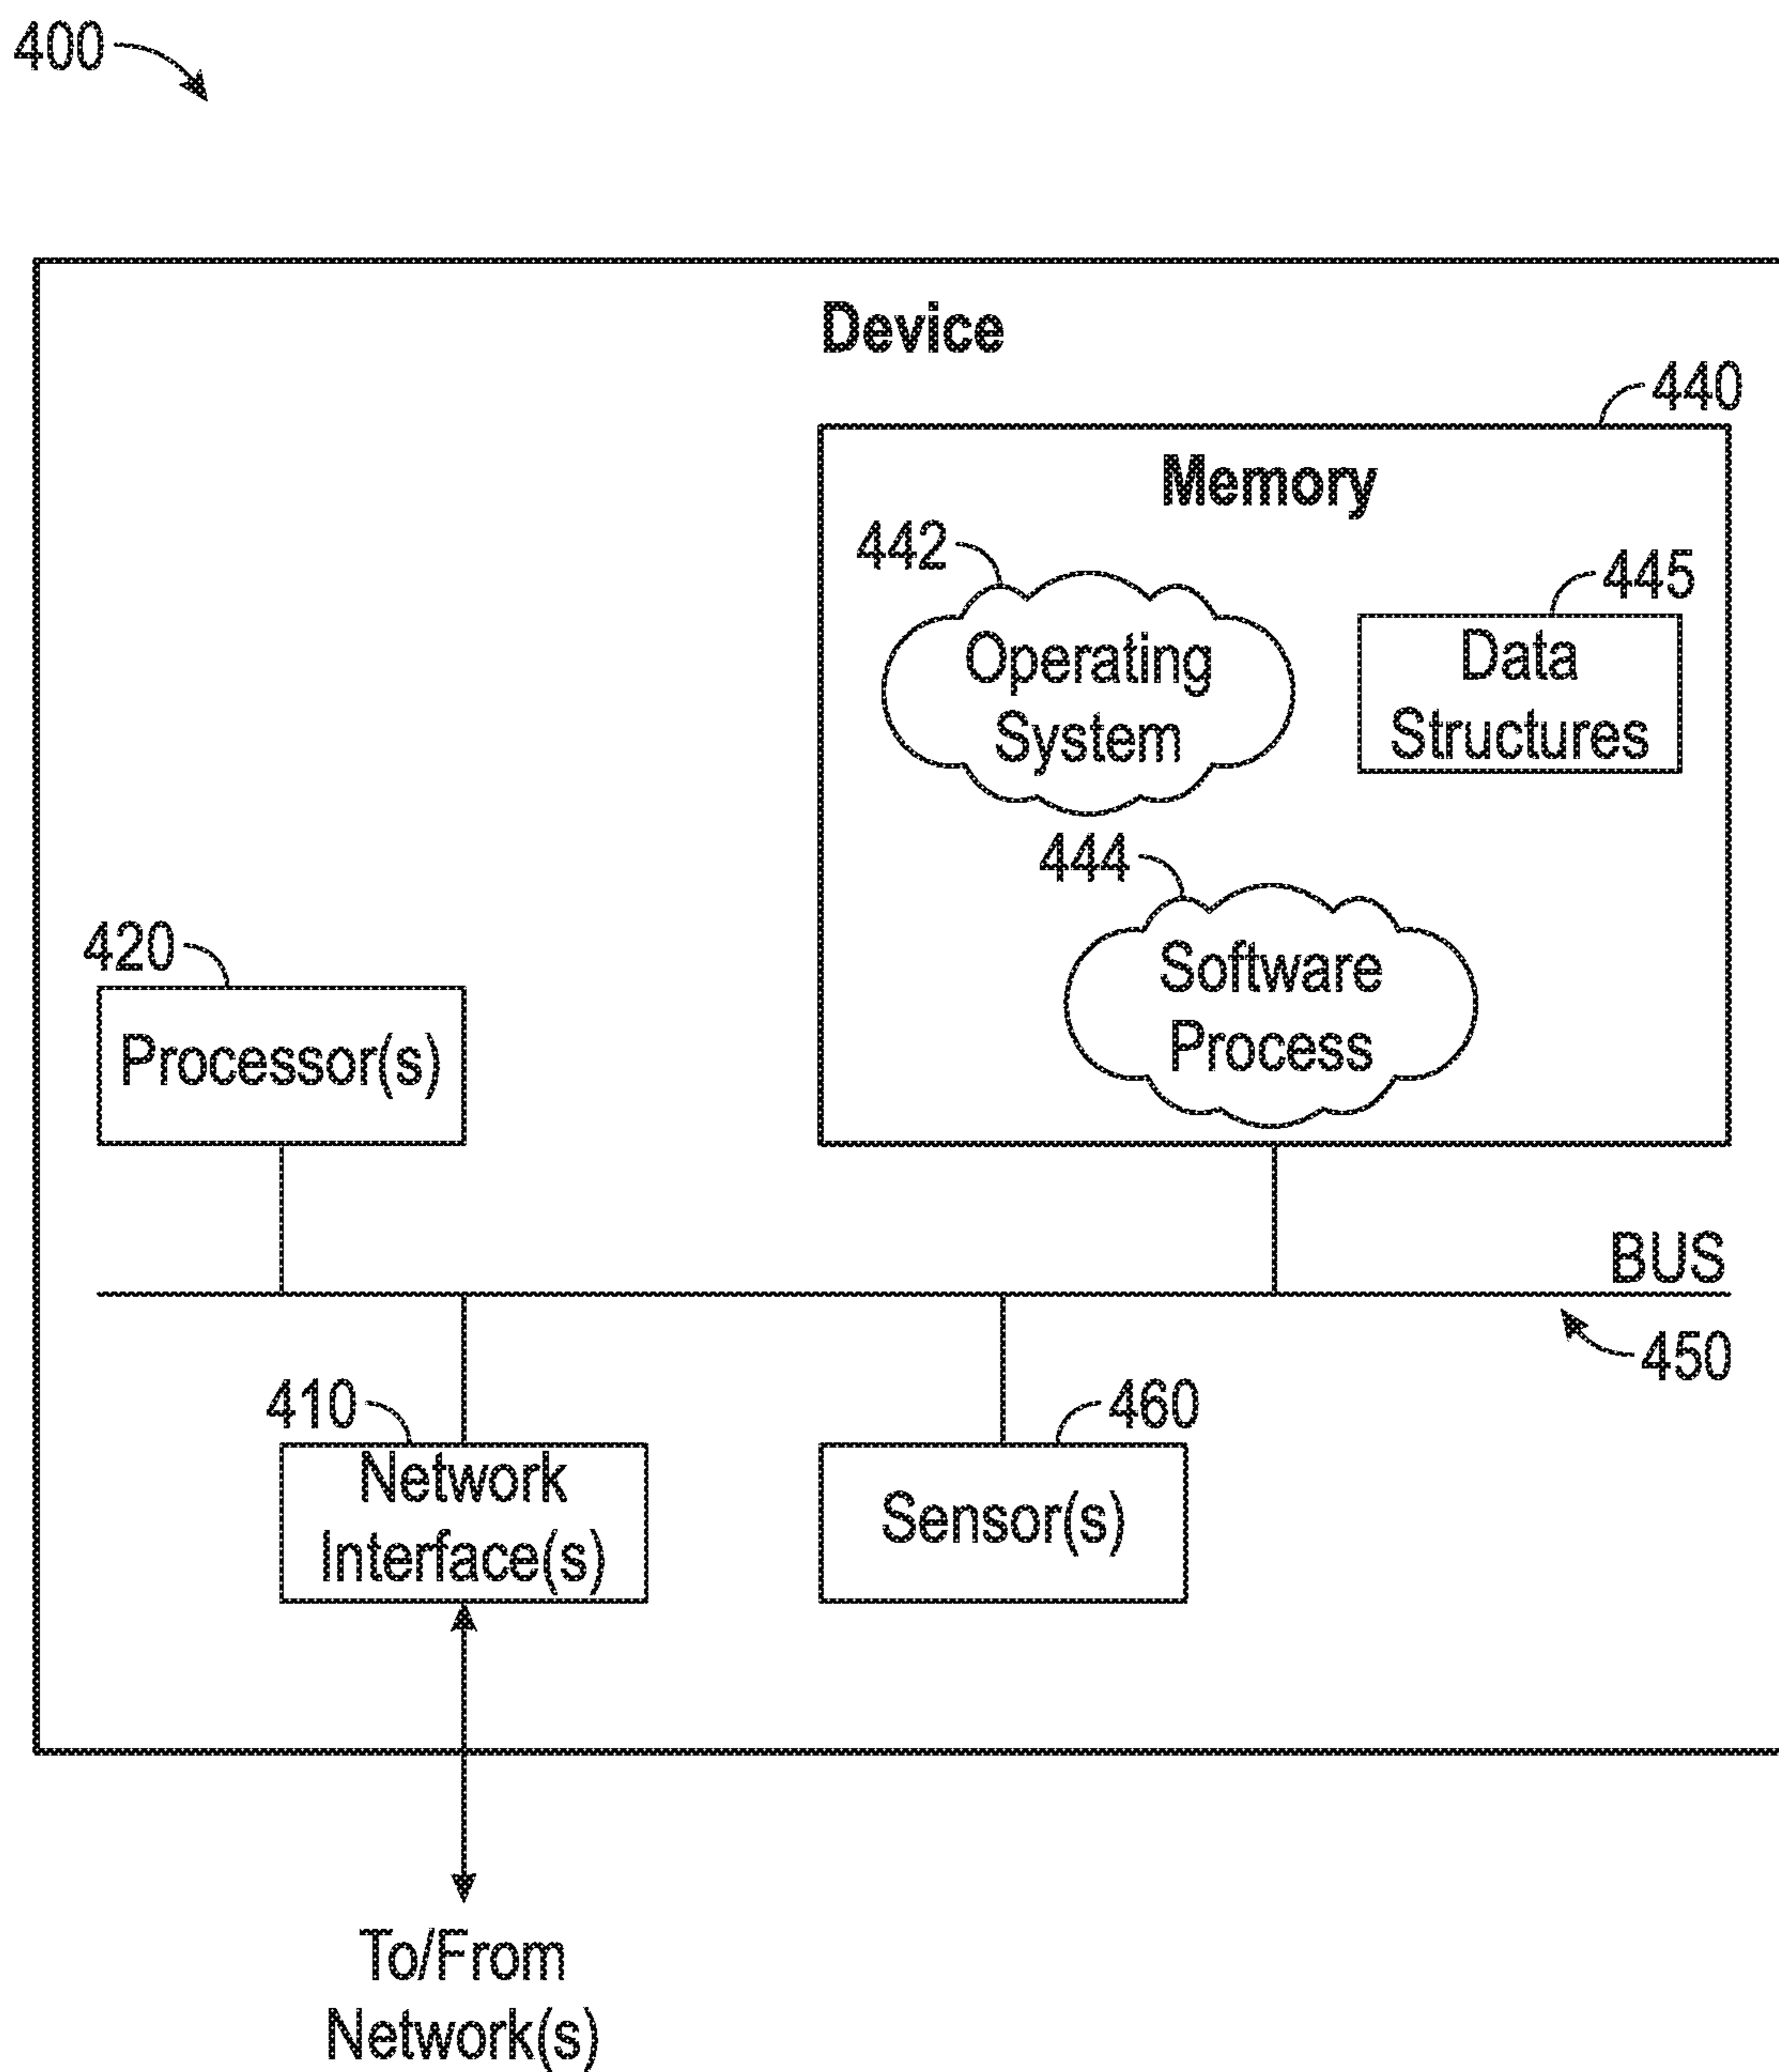 400
Device
440
Memory
442
445
Operating
System
Data
Structures
444
Software
Process
420
Processor(s)
BUS
450
410
460
Network
Interface(s)
Sensor(s)
To/From
Network(s)